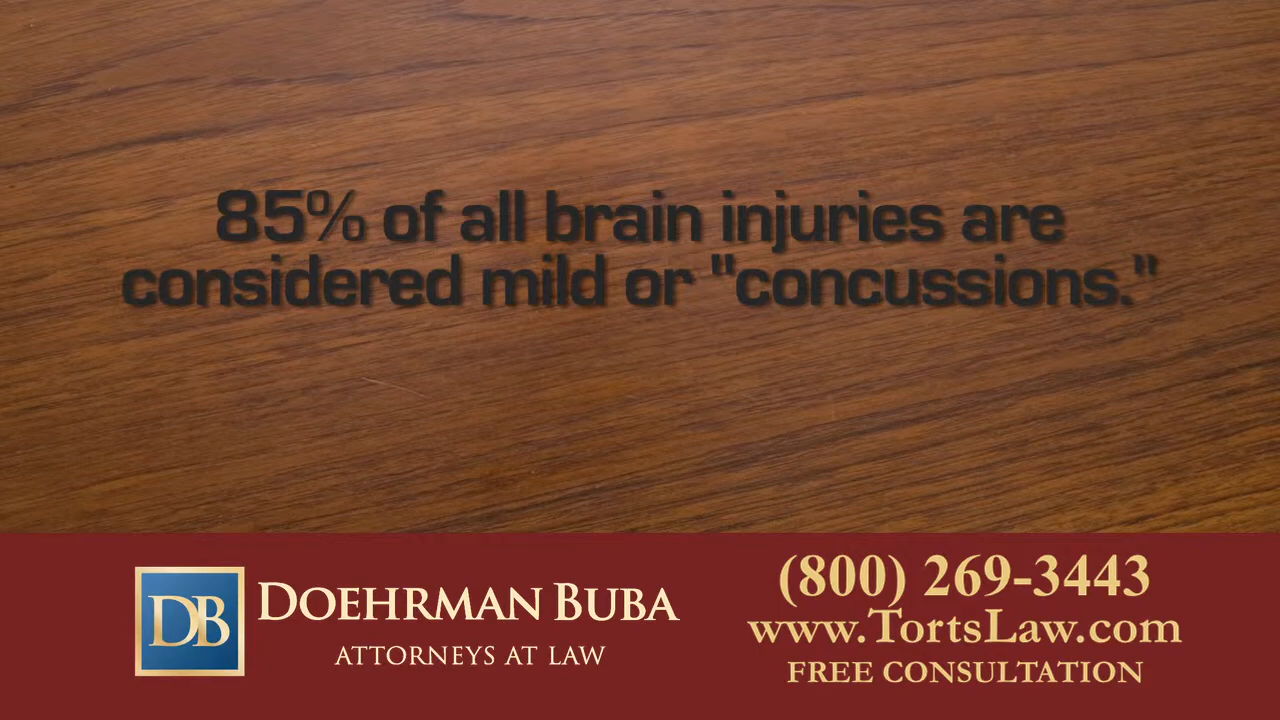 85% of all brain injuries are
considered mild or "concussions."
DB
DOEHRMAN BUBA
ATTORNEYS AT LAW
(800) 269-3443
www.TortsLaw.com
FREE CONSULTATION